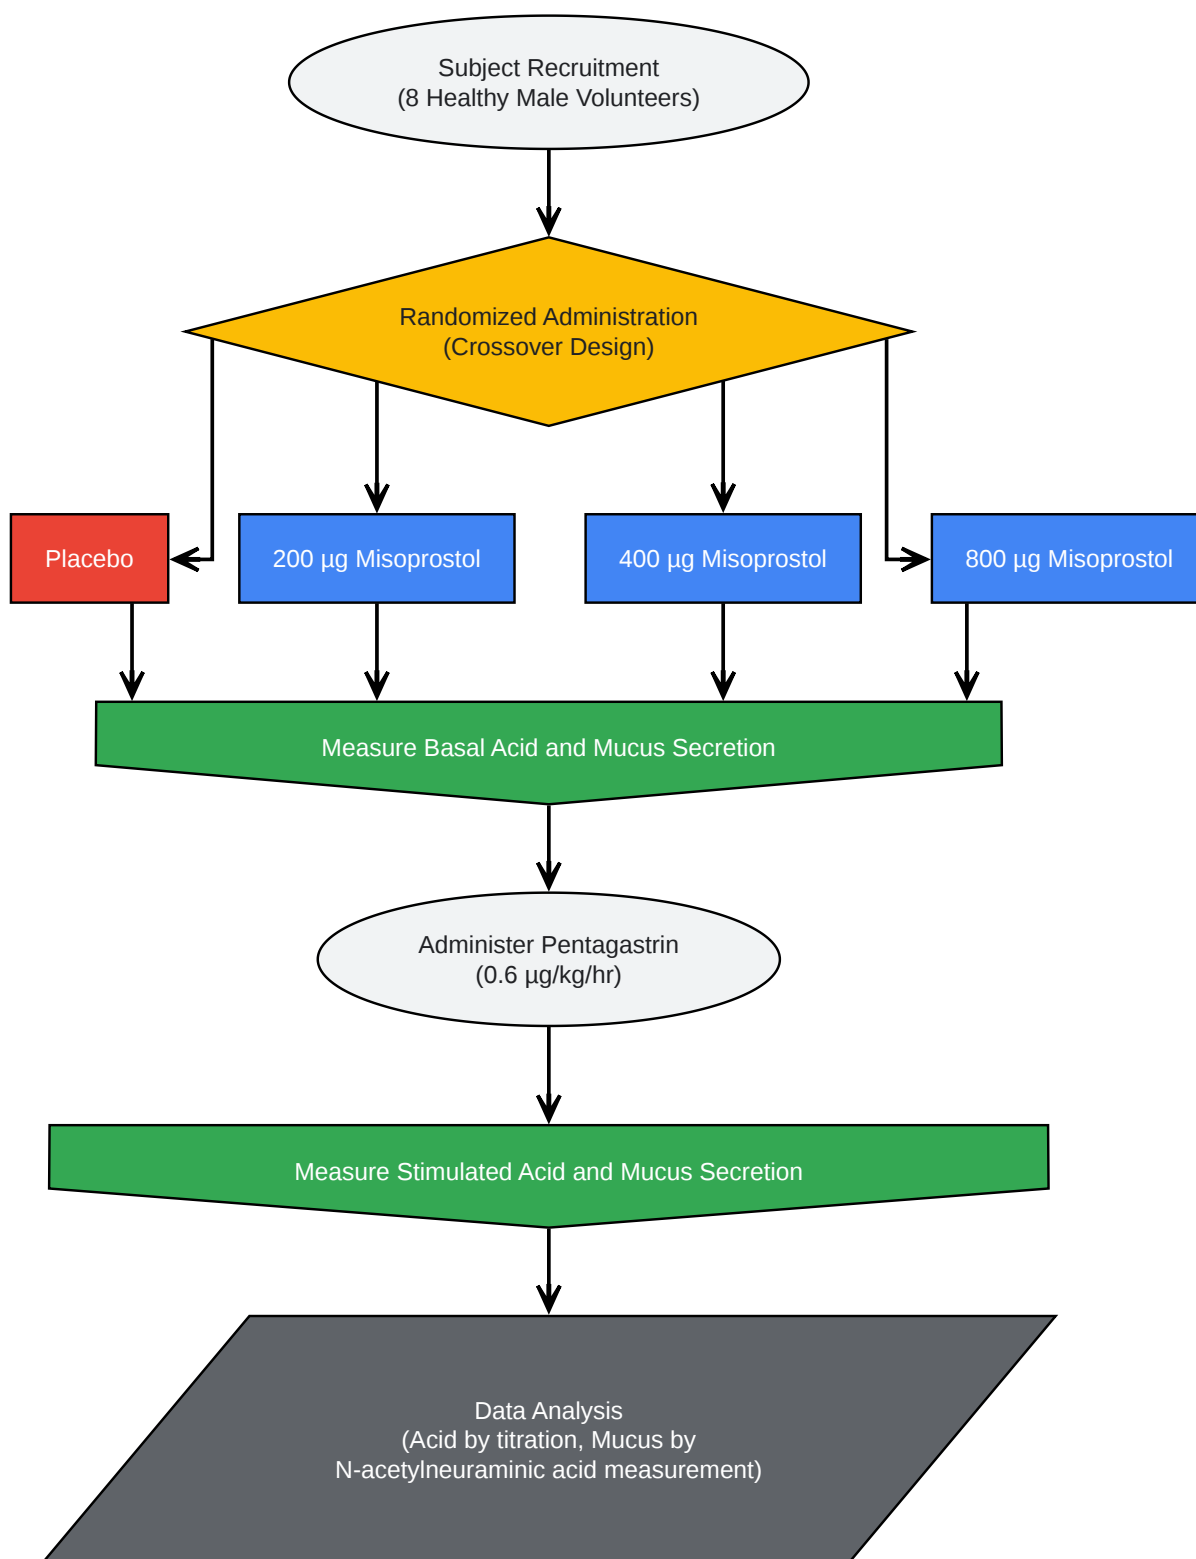 Subject Recruitment
(8 Healthy Male Volunteers)
Randomized Administration
(Crossover Design)
Placebo
200 µg Misoprostol
400 µg Misoprostol
800 µg Misoprostol
Measure Basal Acid and Mucus Secretion
Administer Pentagastrin
(0.6 µg/kg/hr)
Measure Stimulated Acid and Mucus Secretion
Data Analysis
(Acid by titration, Mucus by
N-acetylneuraminic acid measurement)